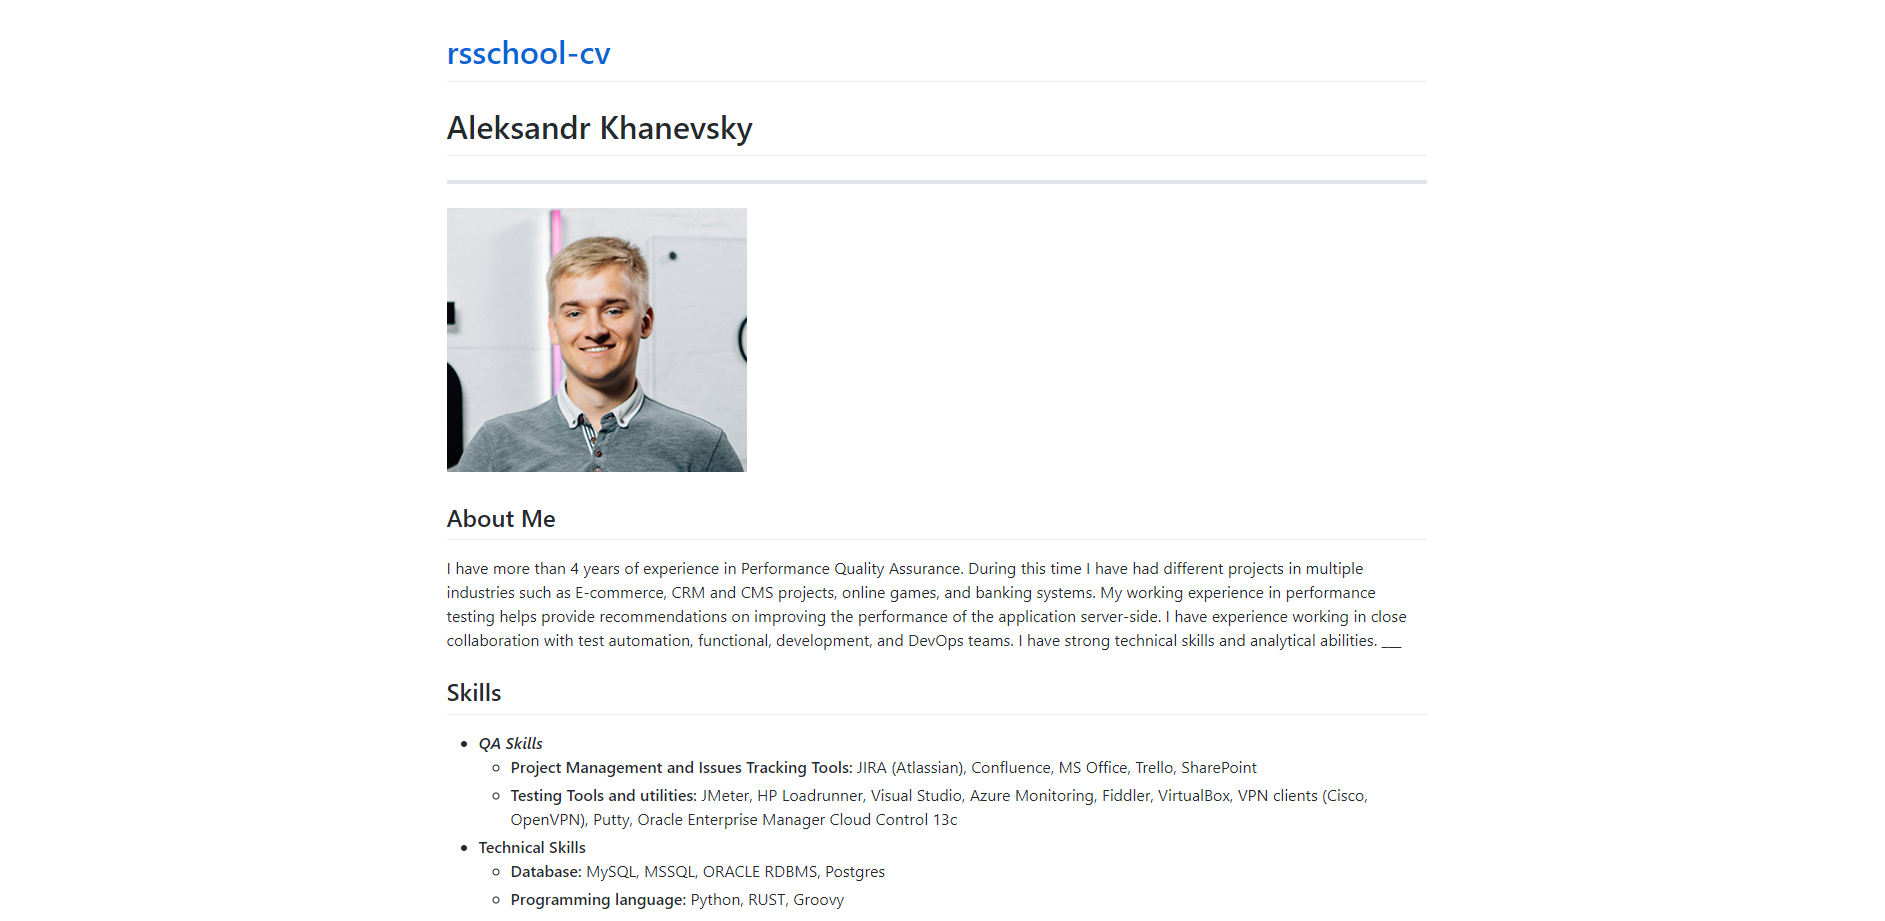 rsschool-cv
Aleksandr Khanevsky
About Me
I have more than 4 years of experience in Performance Quality Assurance. During this time I have had different projects in multiple
industries such as E-commerce, CRM and CMS projects, online games, and banking systems. My working experience in performance
testing helps provide recommendations on improving the performance of the application server-side. I have experience working in close
collaboration with test automation, functional, development, and DevOps teams. I have strong technical skills and analytical abilities. ___
Skills
• QA Skills
◦ Project Management and Issues Tracking Tools: JIRA (Atlassian), Confluence, MS Office, Trello, SharePoint
◦ Testing Tools and utilities: JMeter, HP Loadrunner, Visual Studio, Azure Monitoring, Fiddler, VirtualBox, VPN clients (Cisco,
OpenVPN), Putty, Oracle Enterprise Manager Cloud Control 13c
• Technical Skills
◦ Database: MySQL, MSSQL, ORACLE RDBMS, Postgres
◦ Programming language: Python, RUST, Groovy